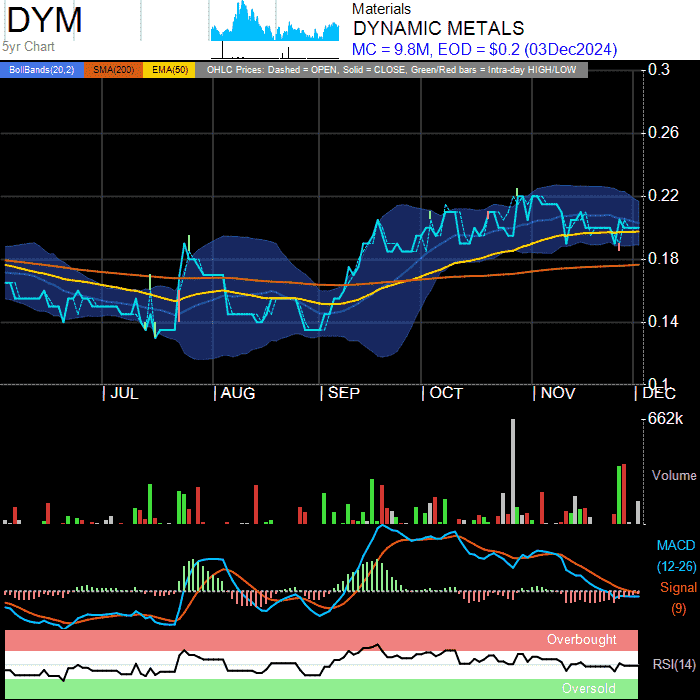 DYM
5yr Chart
Materials
DYNAMIC METALS
MC = 9.8M, EOD = $0.2 (03Dec2024)
BollBands(20,2) SMA(200) EMA(50) OHLC Prices: Dashed = OPEN, Solid = CLOSE, Green/Red bars = Intra-day HIGH/LOW
0.3
0.26
0.22
0.18
0.14
0.1
JUL AUG SEP OCT NOV DEC
662k
Volume
MACD
(12-26)
Signal
(9)
Overbought
RSI(14)
Oversold